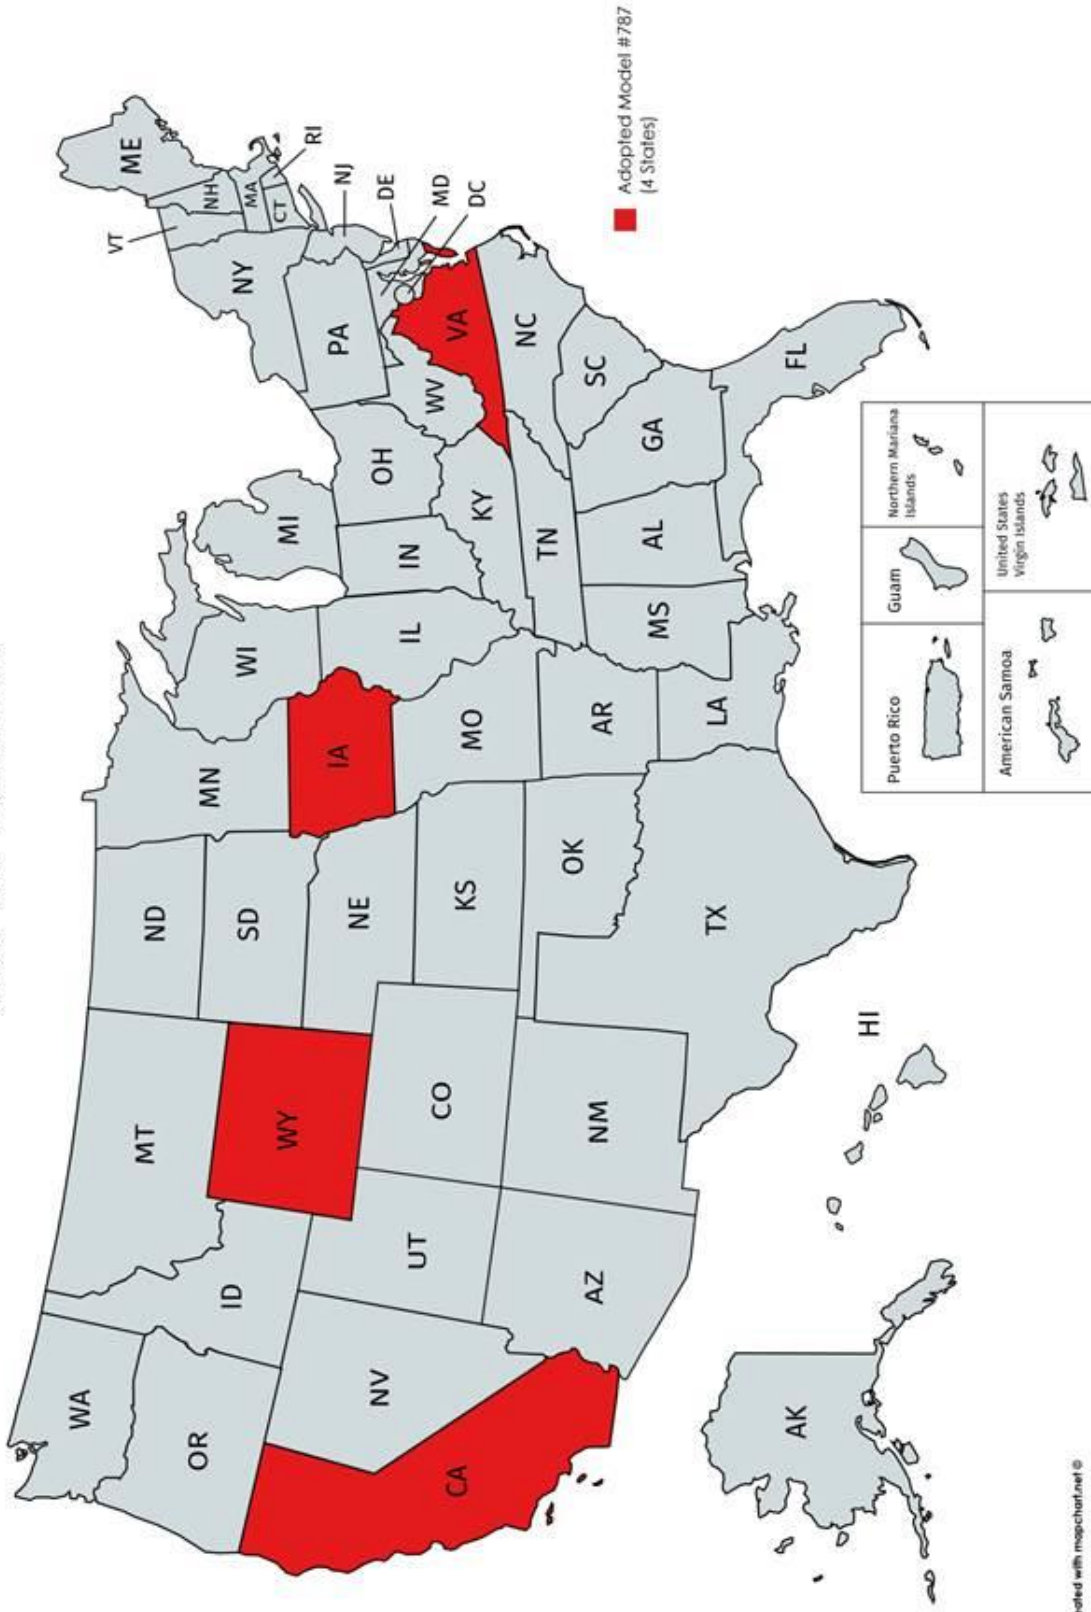 ME
VT
NH
MA
RI
CT
NY
NJ
PA
DE
MD
DC
VA
WV
NC
SC
GA
FL
OH
MI
IN
KY
TN
AL
MS
IL
WI
MN
IA
MO
AR
LA
ND
SD
NE
KS
OK
TX
MT
WY
CO
NM
ID
UT
AZ
WA
OR
NV
CA
AK
HI
Adopted Model #787
(4 States)
Puerto Rico
Guam
Northern Mariana
Islands
American Samoa
United States
Virgin Islands
with mapchart.net ©